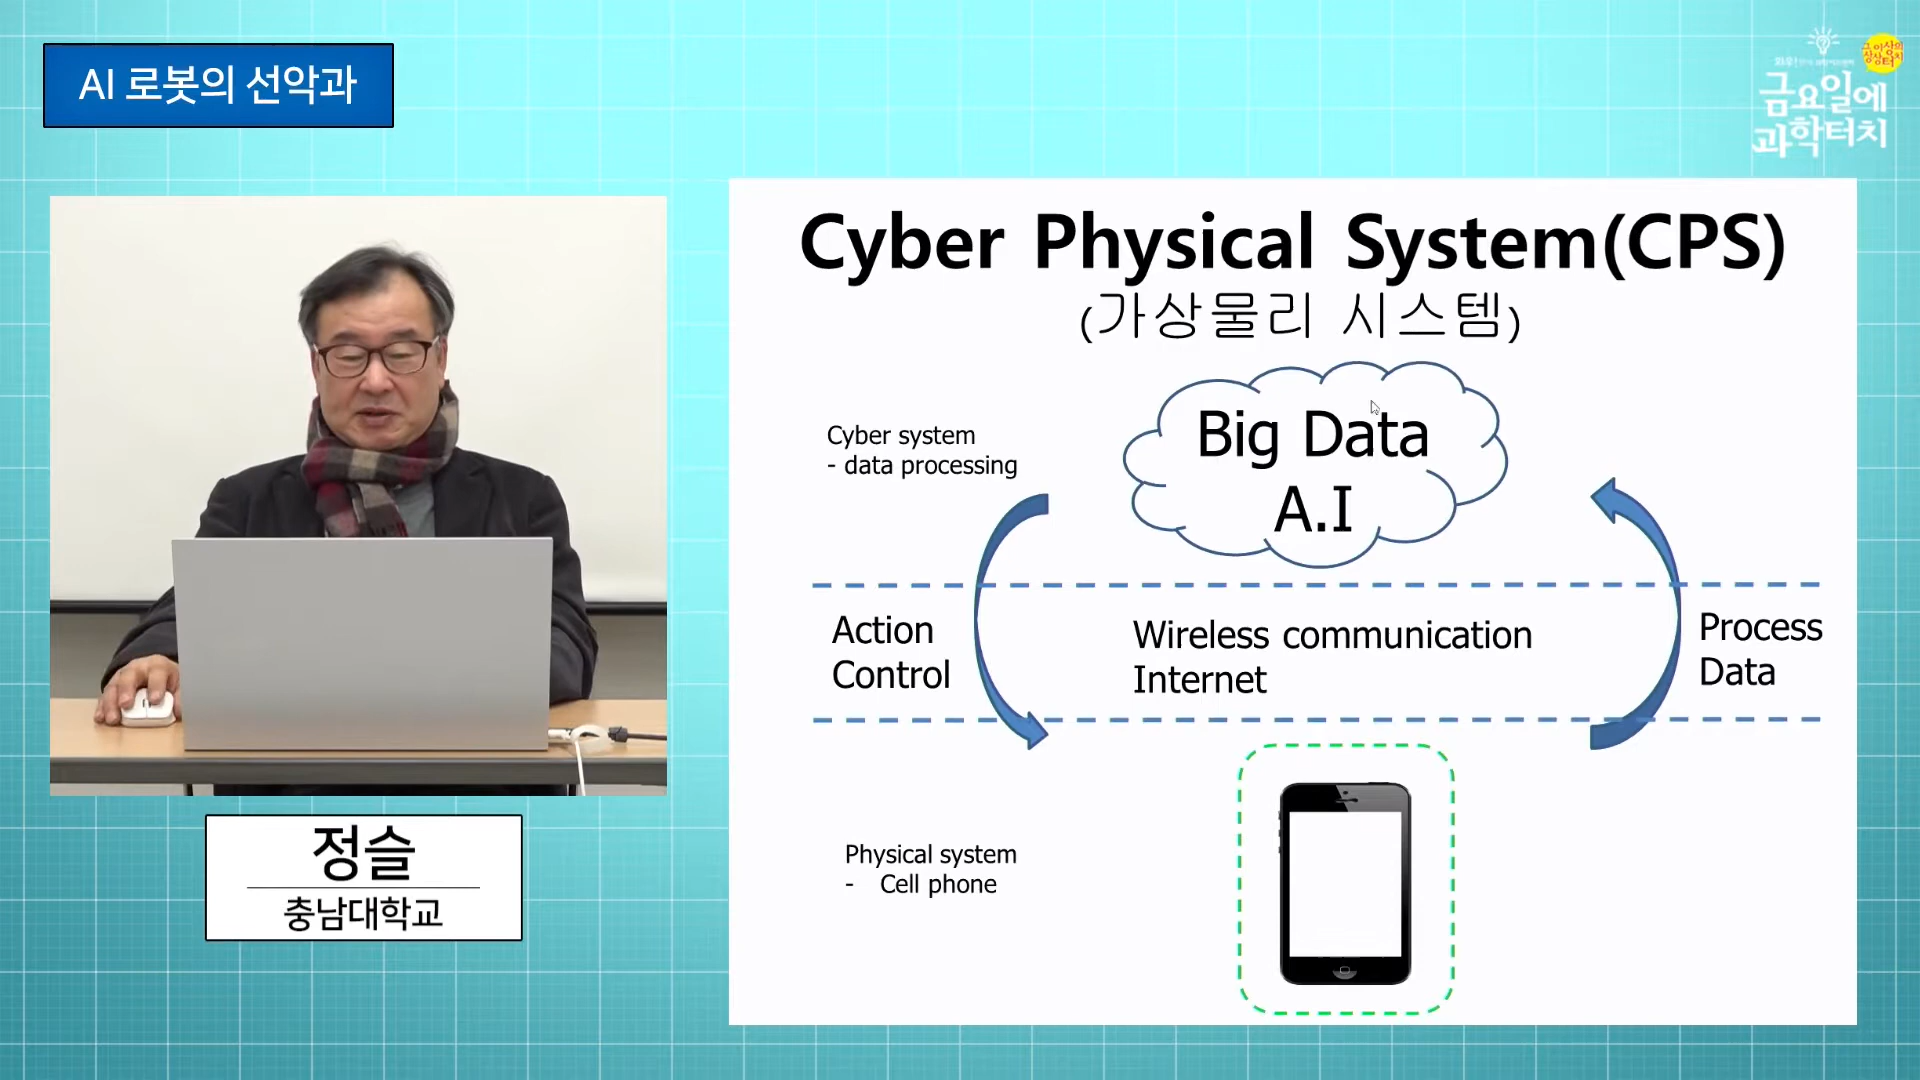 AI 로봇의 선악과
금요일에
과학터치
Cyber Physical System(CPS)
(가상물리 시스템)
Cyber system
- data processing
Big Data
A.I
Action
Control
Wireless communication
Internet
Process
Data
Physical system
- Cell phone
정슬
충남대학교